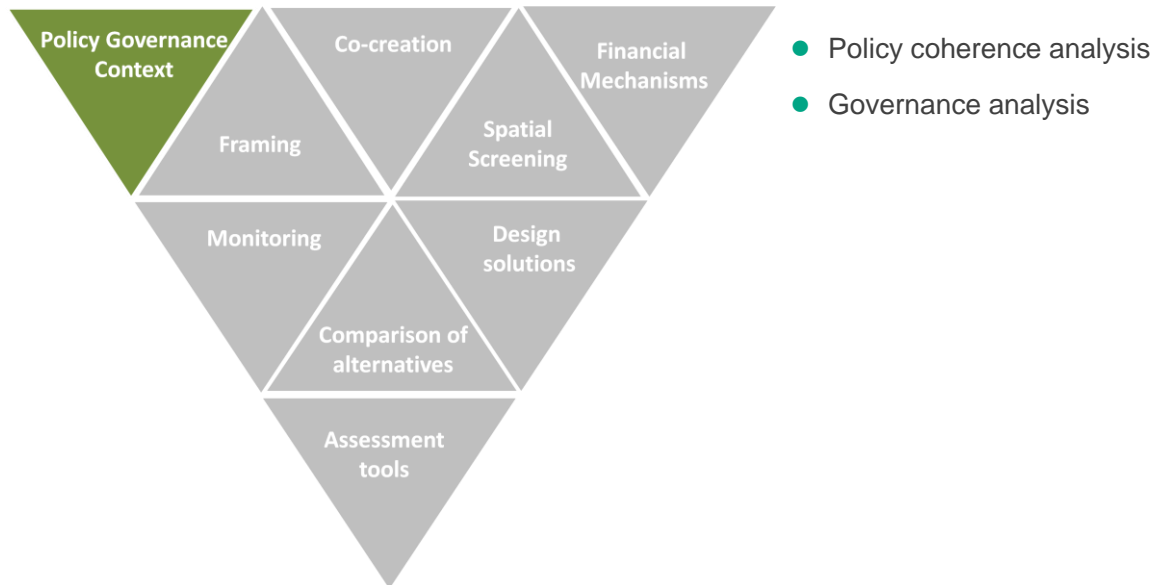 Policy Governance
Context
Framing
Co-creation
Spatial
Screening
Financial
Mechanisms
Monitoring
Comparison of
alternatives
Design
solutions
Assessment
tools
Policy coherence analysis
Governance analysis